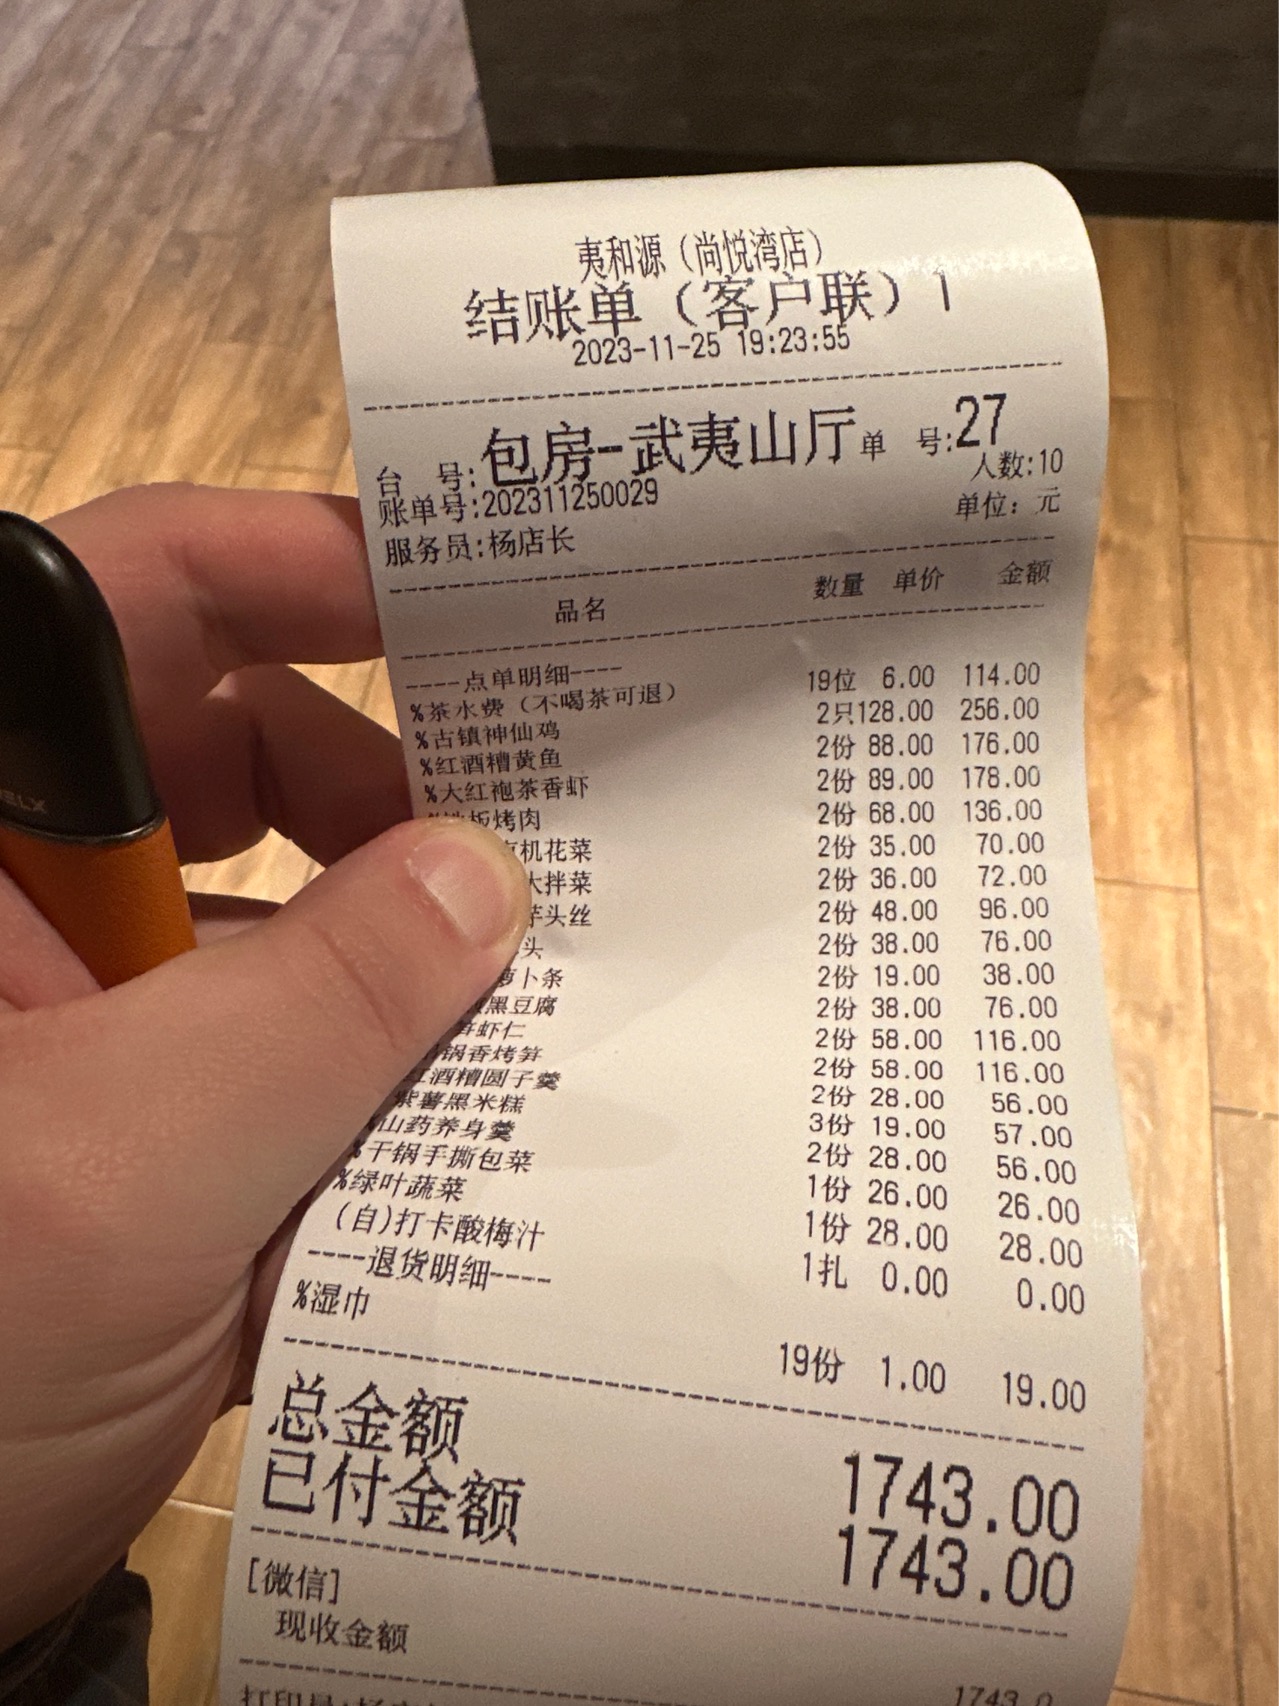 夷和源（尚悦湾店）
结账单（客户联）1
2023-11-25 19:23:55
台 号:包房-武夷山厅 单 号:27
人数:10
账单号:202311250029
单位: 元
服务员:杨店长
品名 数量 单价 金额
----点单明细----
%茶水费（不喝茶可退） 19位 6.00 114.00
%古镇神仙鸡 2只128.00 256.00
%红酒糟黄鱼 2份 88.00 176.00
%大红袍茶香虾 2份 89.00 178.00
板烤肉 2份 68.00 136.00
机花菜 2份 35.00 70.00
大拌菜 2份 36.00 72.00
芋头丝 2份 48.00 96.00
头 2份 38.00 76.00
萝卜条 2份 19.00 38.00
黑豆腐 2份 38.00 76.00
笋虾仁 2份 58.00 116.00
锅香烤笋 2份 58.00 116.00
红酒糟圆子羹 2份 28.00 56.00
紫薯黑米糕 3份 19.00 57.00
%山药养身羹 2份 28.00 56.00
%干锅手撕包菜 1份 26.00 26.00
%绿叶蔬菜 1份 28.00 28.00
(自)打卡酸梅汁 1扎 0.00 0.00
----退货明细----
%湿巾 19份 1.00 19.00
总金额 1743.00
已付金额 1743.00
[微信]
现收金额 1743.0
打印员:杨
RELX